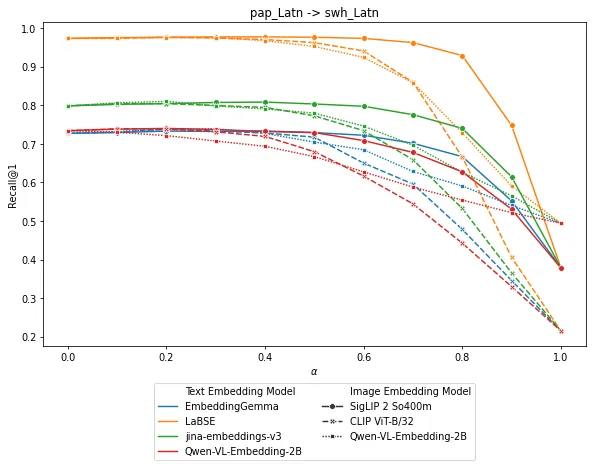 pap_Latn -> swh_Latn
Recall@1
1.0
0.9
0.8
0.7
0.6
0.5
0.4
0.3
0.2
0.0 0.2 0.4 0.6 0.8 1.0
α
Text Embedding Model Image Embedding Model
EmbeddingGemma SigLIP 2 So400m
LaBSE CLIP ViT-B/32
jina-embeddings-v3 Qwen-VL-Embedding-2B
Qwen-VL-Embedding-2B